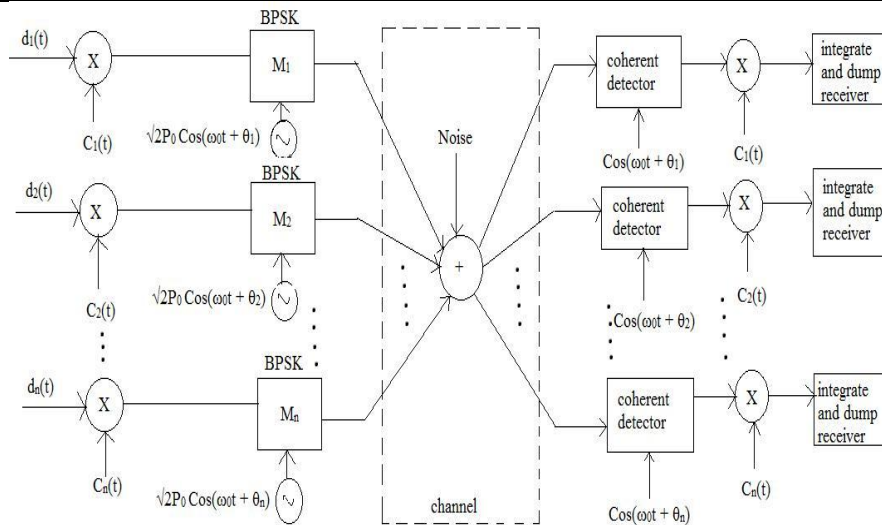 d₁(t)
X
C₁(t)
BPSK
M₁
√2P₀ Cos(ω₀t + θ₁)
d₂(t)
X
C₂(t)
BPSK
M₂
√2P₀ Cos(ω₀t + θ₂)
dₙ(t)
X
Cₙ(t)
BPSK
Mₙ
√2P₀ Cos(ω₀t + θₙ)
Noise
+
channel
coherent
detector
Cos(ω₀t + θ₁)
X
C₁(t)
integrate
and dump
receiver
coherent
detector
Cos(ω₀t + θ₂)
X
C₂(t)
integrate
and dump
receiver
coherent
detector
Cos(ω₀t + θₙ)
X
Cₙ(t)
integrate
and dump
receiver